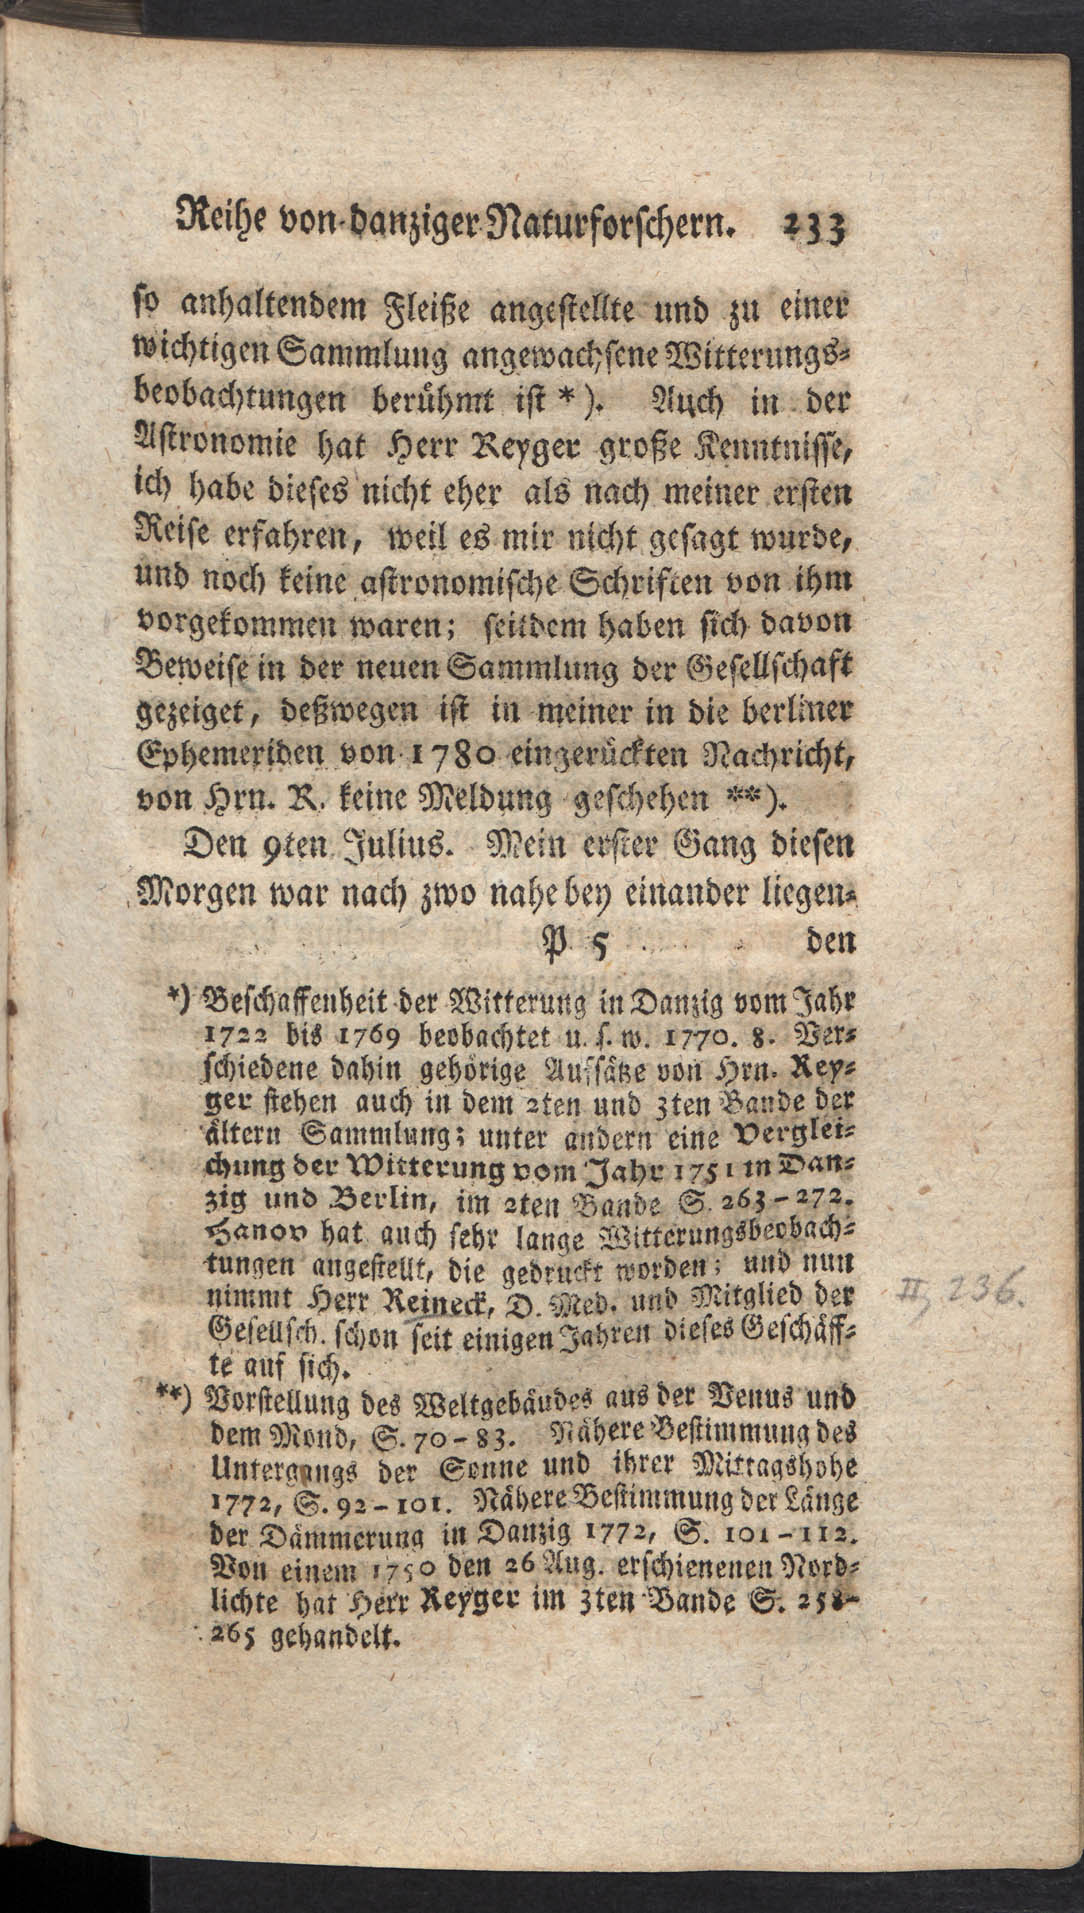 Reihe von danziger Naturforschern. 233
so anhaltendem Fleiße angestellte und zu einer
wichtigen Sammlung angewachsene Witterungs-
beobachtungen berühmt ist *). Auch in der
Astronomie hat Herr Reyger große Kenntnisse,
ich habe dieses nicht eher als nach meiner ersten
Reise erfahren, weil es mir nicht gesagt wurde,
und noch keine astronomische Schriften von ihm
vorgekommen waren; seitdem haben sich davon
Beweise in der neuen Sammlung der Gesellschaft
gezeiget, deßwegen ist in meiner in die berliner
Ephemeriden von 1780 eingerückten Nachricht,
von Hrn. R. keine Meldung geschehen **).
Den 9ten Julius. Mein erster Gang diesen
Morgen war nach zwo nahe bey einander liegen-
P 5 den
*) Beschaffenheit der Witterung in Danzig vom Jahr
1722 bis 1769 beobachtet u. s. w. 1770. 8. Ver-
schiedene dahin gehörige Aufsätze von Hrn. Rey-
ger stehen auch in dem 2ten und 3ten Bande der
ältern Sammlung; unter andern eine Verglei-
chung der Witterung vom Jahr 1751 in Dan-
zig und Berlin, im 2ten Bande S. 263-272.
Hanov hat auch sehr lange Witterungsbeobach-
tungen angestellt, die gedruckt worden; und nun
nimmt Herr Reineck, D. Med. und Mitglied der
II, 236.
Gesellsch. schon seit einigen Jahren dieses Geschäff-
te auf sich.
**) Vorstellung des Weltgebäudes aus der Venus und
dem Mond, S. 70-83. Nähere Bestimmung des
Untergangs der Sonne und ihrer Mittagshohe
1772, S. 92-101. Nähere Bestimmung der Länge
der Dämmerung in Danzig 1772, S. 101-112.
Von einem 1750 den 26 Aug. erschienenen Nord-
lichte hat Herr Reyger im 3ten Bande S. 258-
265 gehandelt.